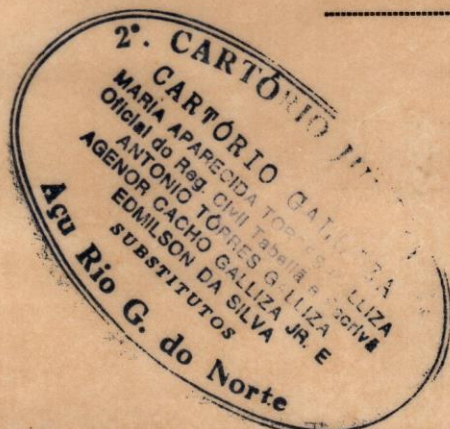 2º. CARTÓRIO
CARTÓRIO GALLIZA
MARIA APARECIDA TORRES GALLIZA
Oficial do Reg. Civil Tabeliã e Escrivã
ANTONIO TÓRRES GALLIZA
AGENOR CACHO GALLIZA JR. E
EDMILSON DA SILVA
SUBSTITUTOS
Açu Rio G. do Norte